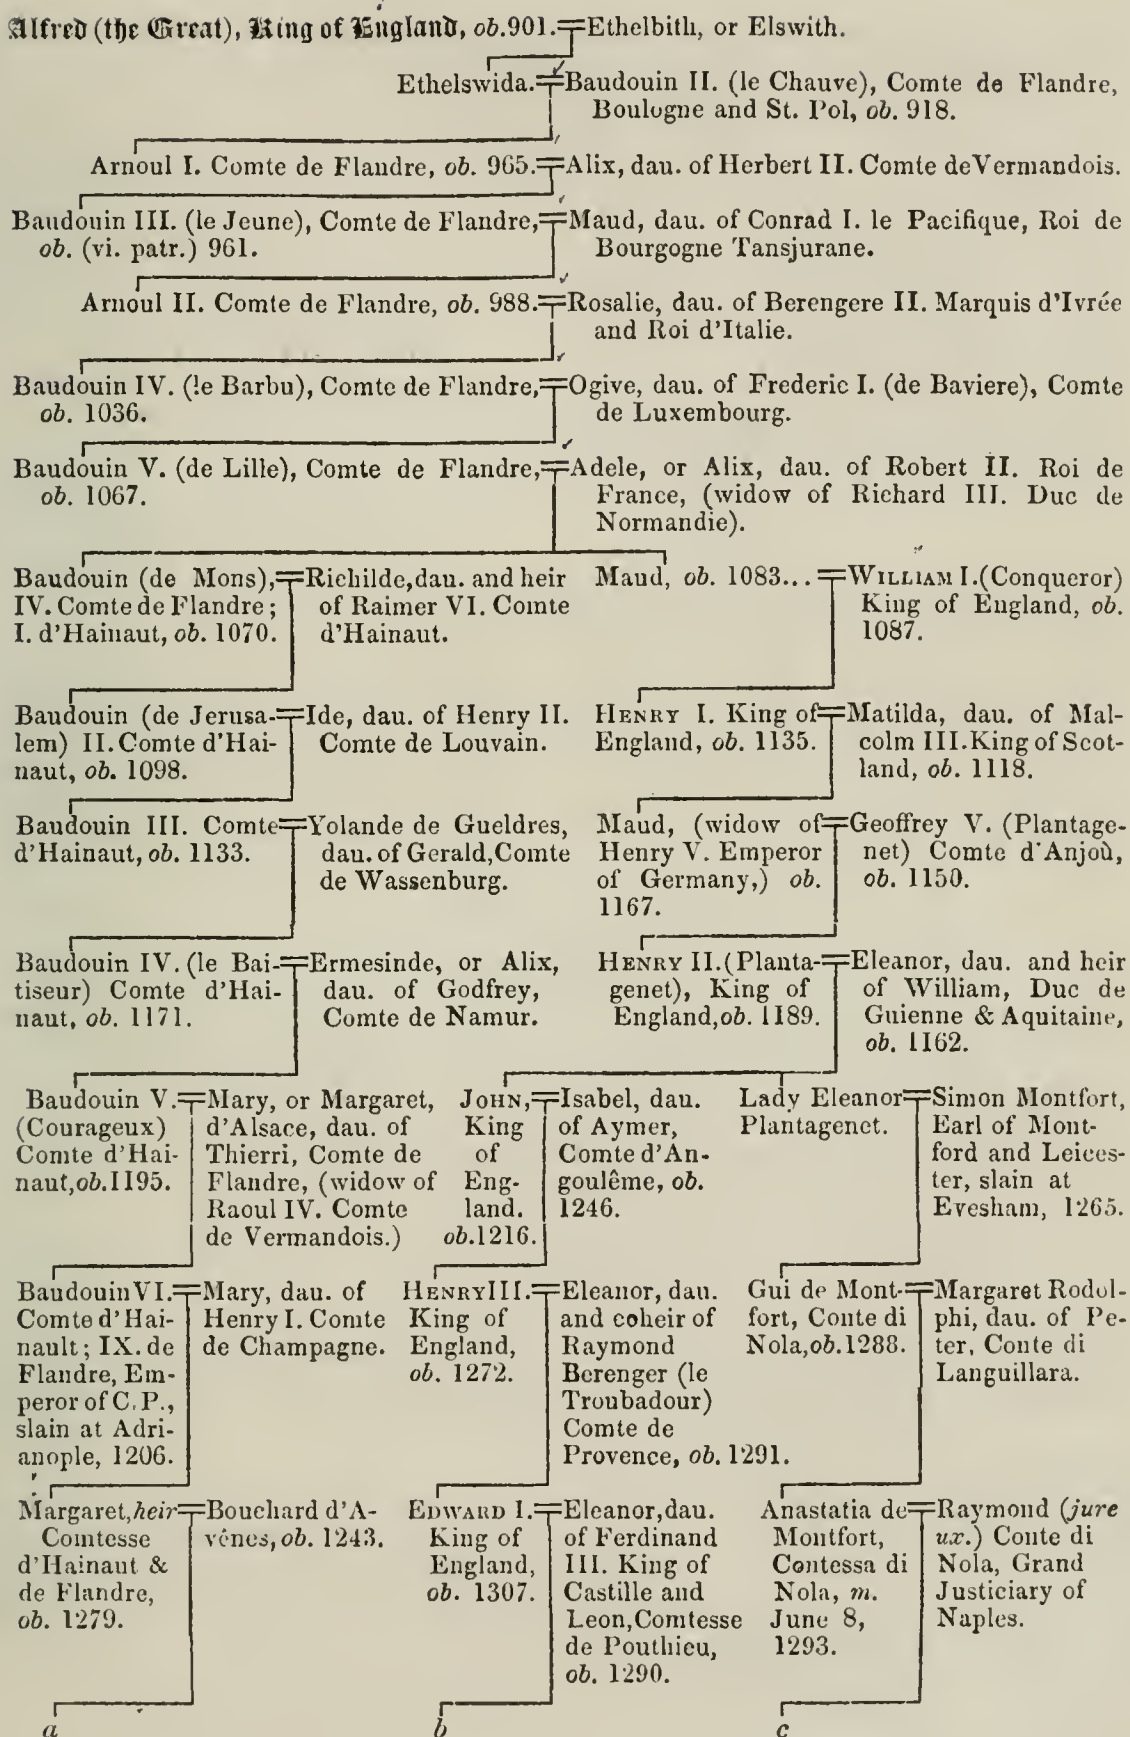 Alfred (the Great), King of England, ob. 901.=Ethelbith, or Elswith.
Ethelswida.=Baudouin II. (le Chauve), Comte de Flandre,
Boulogne and St. Pol, ob. 918.
Arnoul I. Comte de Flandre, ob. 965.=Alix, dau. of Herbert II. Comte de Vermandois.
Baudouin III. (le Jeune), Comte de Flandre,=Maud, dau. of Conrad I. le Pacifique, Roi de
ob. (vi. patr.) 961. Bourgogne Tansjurane.
Arnoul II. Comte de Flandre, ob. 988.=Rosalie, dau. of Berengere II. Marquis d'Ivrée
and Roi d'Italie.
Baudouin IV. (le Barbu), Comte de Flandre,=Ogive, dau. of Frederic I. (de Baviere), Comte
ob. 1036. de Luxembourg.
Baudouin V. (de Lille), Comte de Flandre,=Adele, or Alix, dau. of Robert II. Roi de
ob. 1067. France, (widow of Richard III. Duc de
Normandie).
Baudouin (de Mons),=
IV. Comte de Flandre;
I. d'Hainaut, ob. 1070.
Richilde, dau. and heir
of Raimer VI. Comte
d'Hainaut.
Maud, ob. 1083...=
WILLIAM I. (Conqueror)
King of England, ob.
1087.
Baudouin (de Jerusa-
lem) II. Comte d'Hai-
naut, ob. 1098.
Ide, dau. of Henry II.
Comte de Louvain.
HENRY I. King of
England, ob. 1135.
Matilda, dau. of Mal-
colm III. King of Scot-
land, ob. 1118.
Baudouin III. Comte
d'Hainaut, ob. 1133.
Yolande de Gueldres,
dau. of Gerald, Comte
de Wassenburg.
Maud, (widow of
Henry V. Emperor
of Germany,) ob.
1167.
Geoffrey V. (Plantage-
net) Comte d'Anjoù,
ob. 1150.
Baudouin IV. (le Bai-
tiseur) Comte d'Hai-
naut, ob. 1171.
Ermesinde, or Alix,
dau. of Godfrey,
Comte de Namur.
HENRY II. (Planta-
genet), King of
England, ob. 1189.
Eleanor, dau. and heir
of William, Duc de
Guienne & Aquitaine,
ob. 1162.
Baudouin V.
(Courageux)
Comte d'Hai-
naut, ob. 1195.
Mary, or Margaret,
d'Alsace, dau. of
Thierri, Comte de
Flandre, (widow of
Raoul IV. Comte
de Vermandois.)
JOHN,
King
of
Eng-
land.
ob. 1216.
Isabel, dau.
of Aymer,
Comte d'An-
goulême, ob.
1246.
Lady Eleanor
Plantagenet.
Simon Montfort,
Earl of Mont-
ford and Leices-
ter, slain at
Evesham, 1265.
Baudouin VI.
Comte d'Hai-
nault; IX. de
Flandre, Em-
peror of C.P.,
slain at Adri-
anople, 1206.
Mary, dau. of
Henry I. Comte
de Champagne.
HENRY III.
King of
England,
ob. 1272.
Eleanor, dau.
and coheir of
Raymond
Berenger (le
Troubadour)
Comte de
Provence, ob. 1291.
Gui de Mont-
fort, Conte di
Nola, ob. 1288.
Margaret Rodol-
phi, dau. of Pe-
ter, Conte di
Languillara.
Margaret, heir
Comtesse
d'Hainaut &
de Flandre,
ob. 1279.
Bouchard d'A-
vênes, ob. 1243.
EDWARD I.
King of
England,
ob. 1307.
Eleanor, dau.
of Ferdinand
III. King of
Castille and
Leon, Comtesse
de Pouthieu,
ob. 1290.
Anastatia de
Montfort,
Contessa di
Nola, m.
June 8,
1293.
Raymond (jure
ux.) Conte di
Nola, Grand
Justiciary of
Naples.
a b c